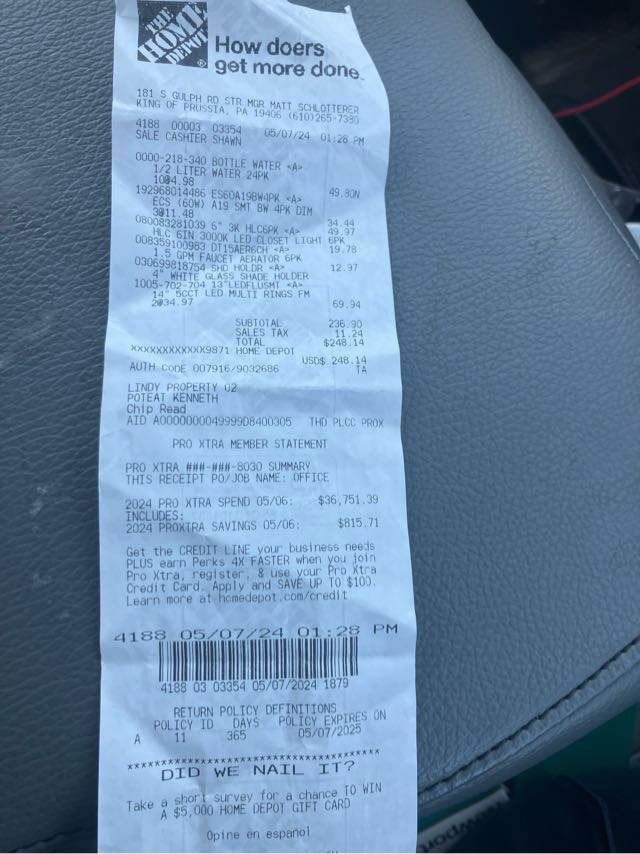 THE
HOME
DEPOT
How doers
get more done.
181 S GULPH RD STR MGR MATT SCHLOTTERER
KING OF PRUSSIA, PA 19406 (610)265-7380
4188 00003 03354 05/07/24 01:28 PM
SALE CASHIER SHAWN
0000-218-340 BOTTLE WATER <A>
1/2 LITER WATER 24PK
10@4.98 49.80N
192968014486 ES60A19BW4PK <A>
ECS (60W) A19 SMT BW 4PK DIM
3@11.48 34.44
080083281039 6" 3K HLC6PK <A> 49.97
HLC 6IN 3000K LED CLOSET LIGHT 6PK
008359100983 DT15AER6CH <A> 19.78
1.5 GPM FAUCET AERATOR 6PK
030699818754 SHD HOLDR <A> 12.97
4" WHITE GLASS SHADE HOLDER
1005-702-704 13"LEDFLUSMT <A>
14" 5CCT LED MULTI RINGS FM
2@34.97 69.94
SUBTOTAL 236.90
SALES TAX 11.24
TOTAL $248.14
XXXXXXXXXXXX9871 HOME DEPOT
USD$ 248.14
AUTH CODE 007916/9032686 TA
LINDY PROPERTY 02
POTEAT KENNETH
Chip Read
AID A0000000049999D8400305 THD PLCC PROX
PRO XTRA MEMBER STATEMENT
PRO XTRA ###-###-8030 SUMMARY
THIS RECEIPT PO/JOB NAME: OFFICE
2024 PRO XTRA SPEND 05/06: $36,751.39
INCLUDES:
2024 PROXTRA SAVINGS 05/06: $815.71
Get the CREDIT LINE your business needs
PLUS earn Perks 4X FASTER when you join
Pro Xtra, register, & use your Pro Xtra
Credit Card. Apply and SAVE UP TO $100.
Learn more at homedepot.com/credit
4188 05/07/24 01:28 PM
4188 03 03354 05/07/2024 1879
RETURN POLICY DEFINITIONS
POLICY ID DAYS POLICY EXPIRES ON
A 11 365 05/07/2025
****************************************
DID WE NAIL IT?
Take a short survey for a chance TO WIN
A $5,000 HOME DEPOT GIFT CARD
Opine en español